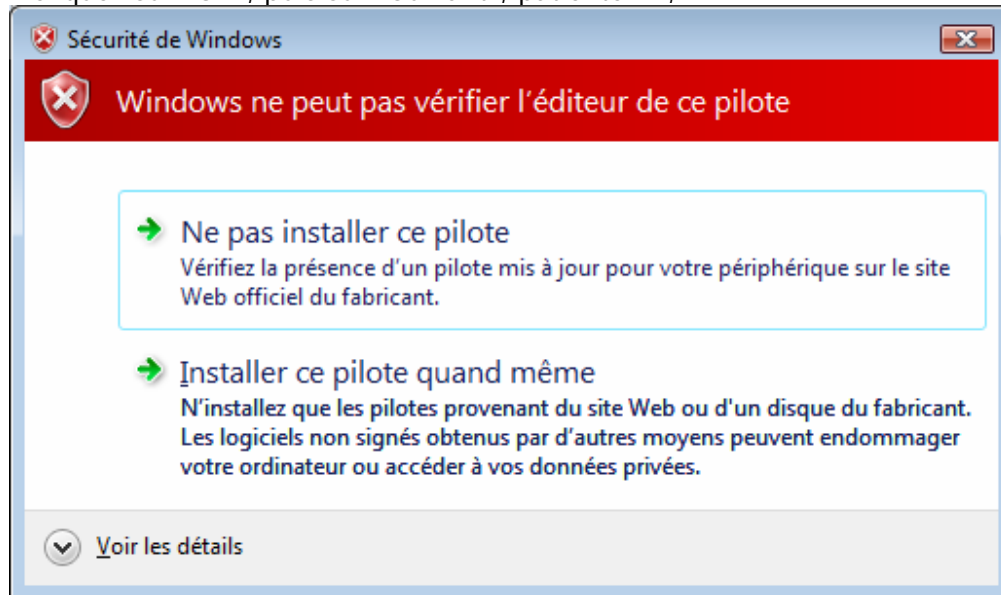 Sécurité de Windows
Windows ne peut pas vérifier l’éditeur de ce pilote
Ne pas installer ce pilote
Vérifiez la présence d’un pilote mis à jour pour votre périphérique sur le site
Web officiel du fabricant.
Installer ce pilote quand même
N’installez que les pilotes provenant du site Web ou d'un disque du fabricant.
Les logiciels non signés obtenus par d’autres moyens peuvent endommager
votre ordinateur ou accéder à vos données privées.
Voir les détails